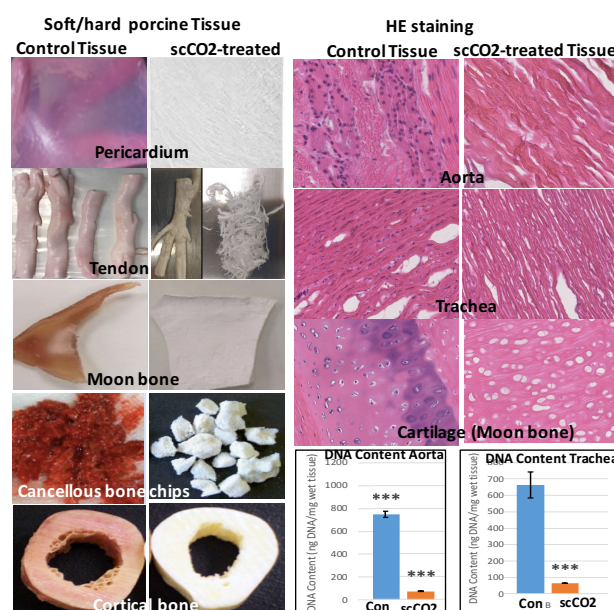 Soft/hard porcine Tissue
Control Tissue
scCO2-treated
Pericardium
Tendon
Moon bone
Cancellous bone chips
Cortical bone
HE staining
Control Tissue
scCO2-treated Tissue
Aorta
Trachea
Cartilage (Moon bone)
DNA Content Aorta
DNA Content (ng DNA/mg wet tissue)
1200
1000
800
600
400
200
0
***
***
Con
scCO2
DNA Content Trachea
DNA Content (ng DNA/mg wet tissue)
800
700
600
500
400
300
200
100
0
***
Con B
scCO2